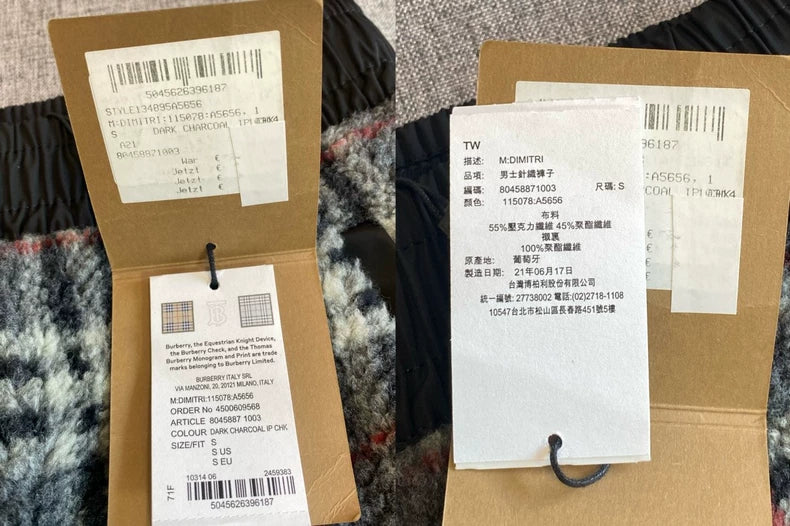 5045626396187
STYLE134895A5656
M:DIMITRI:115078:A5656, 1
S DARK CHARCOAL IP CHK
A21
80458871003
War €
Jetzt €
Jetzt €
Jetzt €
Burberry, the Equestrian Knight Device,
the Burberry Check, and the Thomas
Burberry Monogram and Print are trade
marks belonging to Burberry Limited.
BURBERRY ITALY SRL
VIA MANZONI, 20, 20121 MILANO, ITALY
M:DIMITRI:115078:A5656
ORDER No 4500609568
ARTICLE 8045887 1003
COLOUR DARK CHARCOAL IP CHK
SIZE/FIT S
S US
S EU
71F
10314 06 2459383
5045626396187
6187
:A5656, 1
COAL IP
€
€
TW
描述: M:DIMITRI
品項: 男士針織褲子
編碼: 80458871003 尺碼: S
顏色: 115078:A5656
布料
55%壓克力纖維 45%聚酯纖維
襯裏
100%聚酯纖維
原產地: 葡萄牙
製造日期: 21年06月17日
台灣博柏利股份有限公司
統一編號: 27738002 電話:(02)2718-1108
10547台北市松山區長春路451號5樓